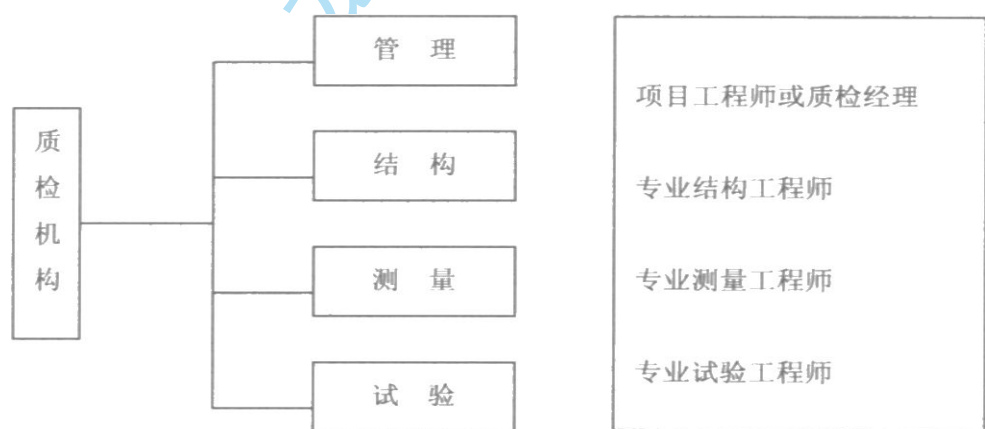 质检机构
管理
结构
测量
试验
项目工程师或质检经理
专业结构工程师
专业测量工程师
专业试验工程师